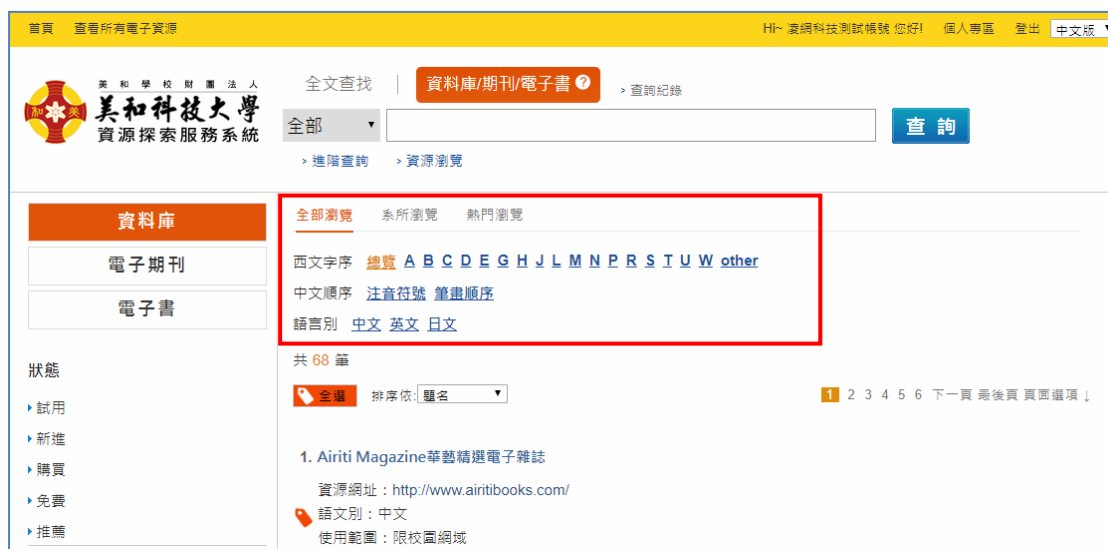 首頁 查看所有電子資源 Hi~ 凌網科技測試帳號 您好! 個人專區 登出 中文版
美和學校財團法人
美和科技大學
資源探索服務系統
美和美
全文查找 | 資料庫/期刊/電子書 ? › 查詢紀錄
全部 查 詢
› 進階查詢 › 資源瀏覽
資料庫
電子期刊
電子書
狀態
試用
新進
購買
免費
推薦
全部瀏覽 系所瀏覽 熱門瀏覽
西文字序 總覽 A B C D E G H J L M N P R S T U W other
中文順序 注音符號 筆畫順序
語言別 中文 英文 日文
共 68 筆
全選 排序依: 題名 1 2 3 4 5 6 下一頁 最後頁 頁面選項↓
1. Airiti Magazine華藝精選電子雜誌
資源網址：http://www.airitibooks.com/
語文別：中文
使用範圍：限校園網域